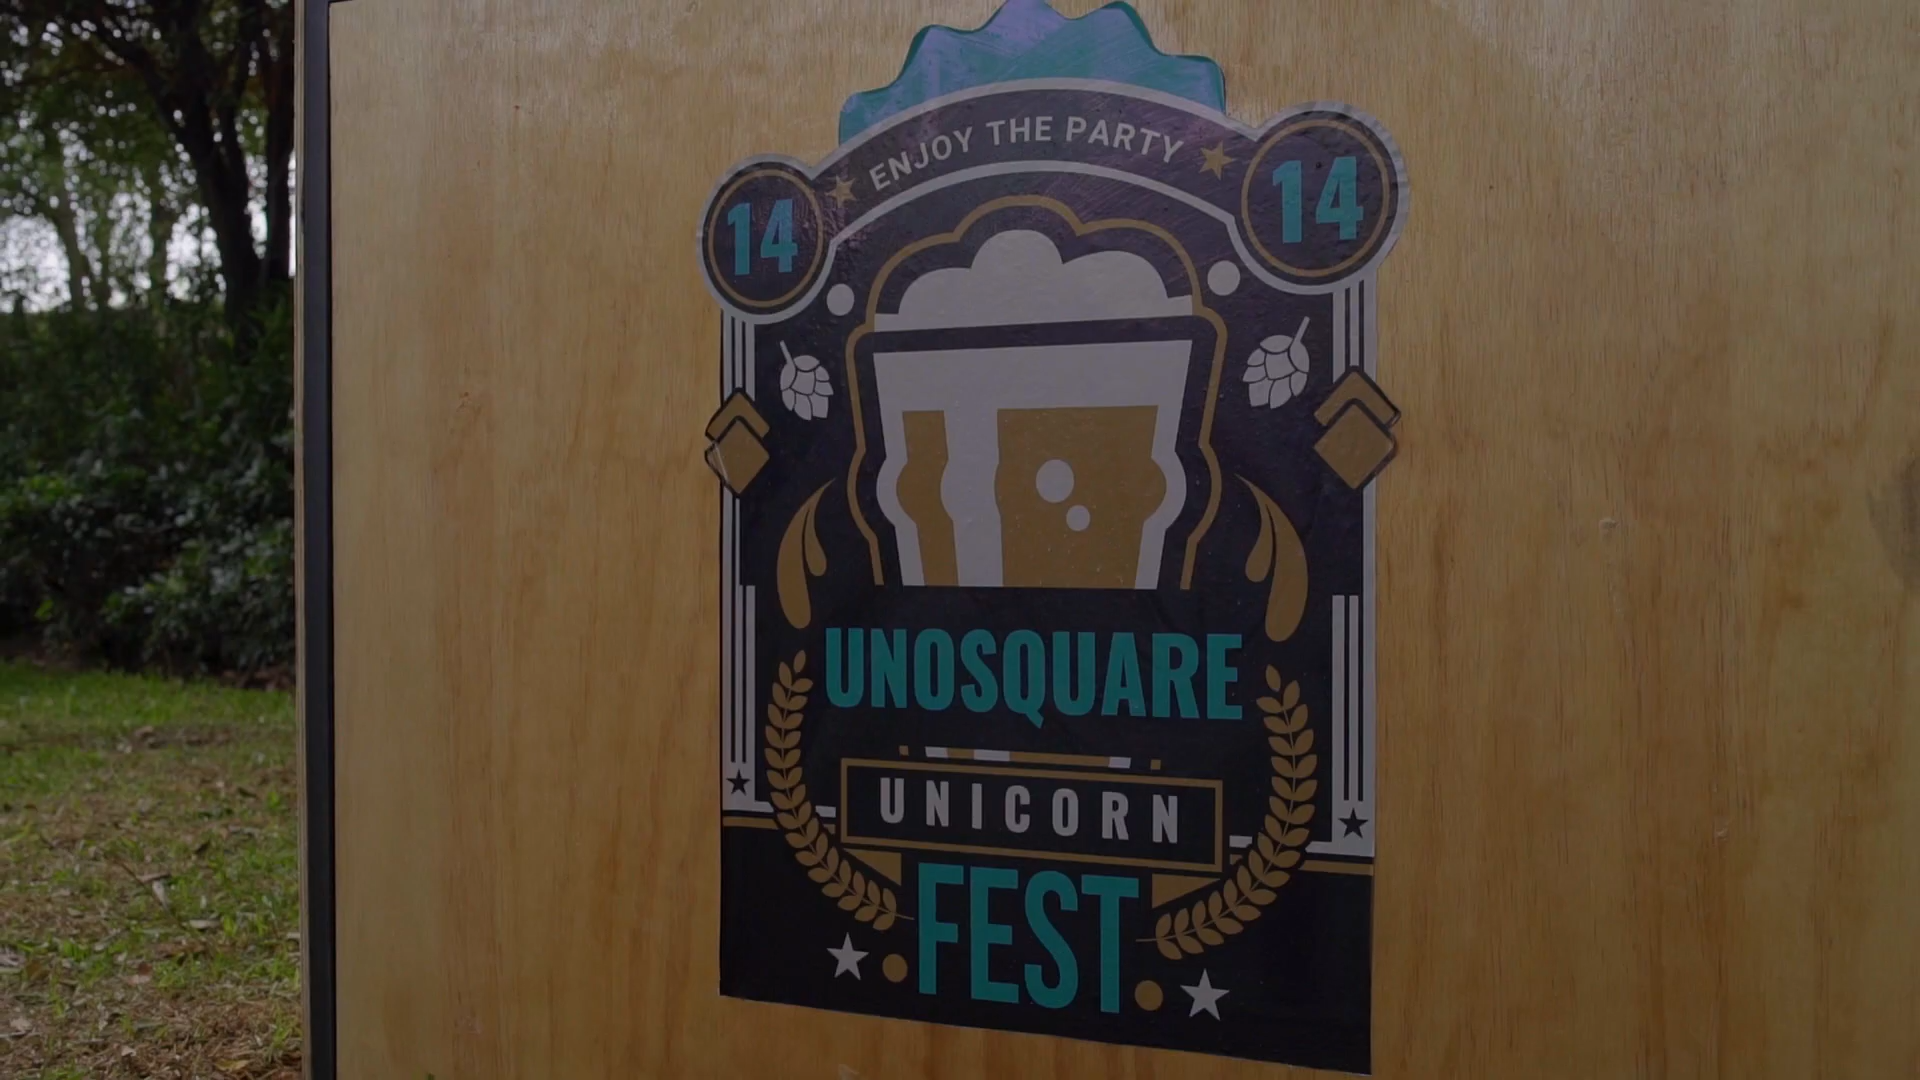 ENJOY THE PARTY
14
14
UNOSQUARE
UNICORN
FEST